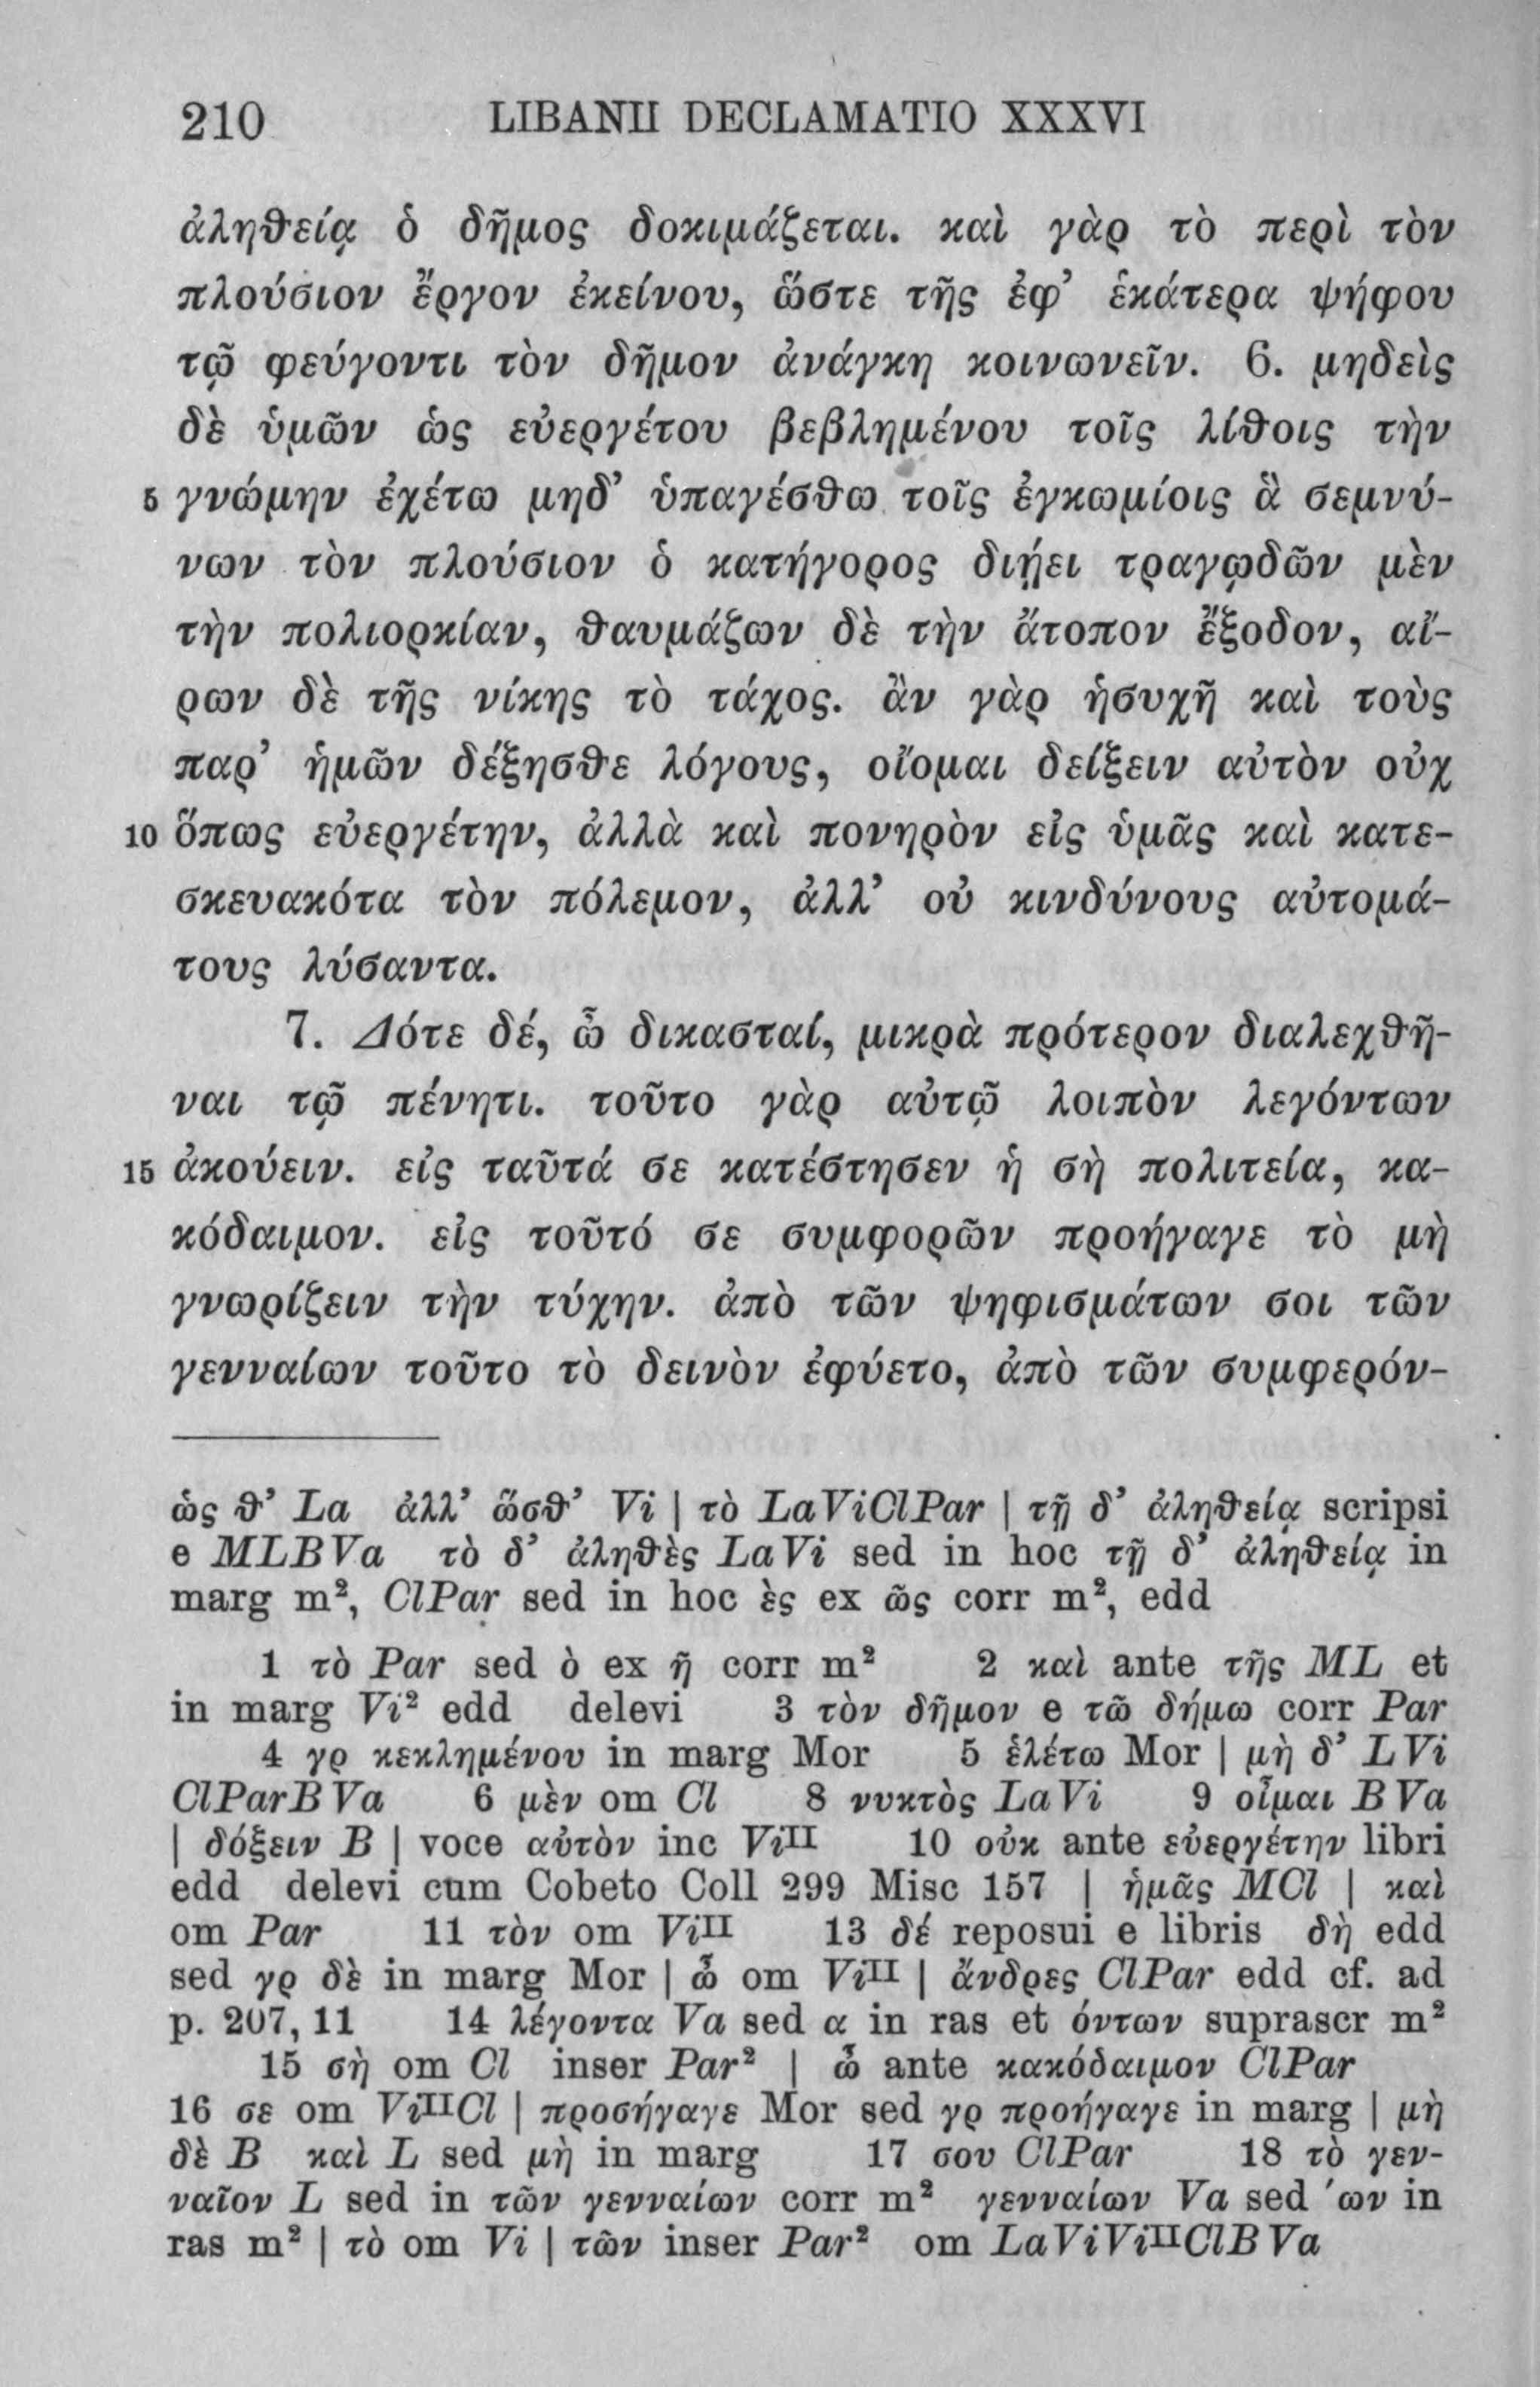 210 LIBANII DECLAMATIO XXXVI
ἀληθείᾳ ὁ δῆμος δοκιμάζεται. καὶ γὰρ τὸ περὶ τὸν
πλούσιον ἔργον ἐκείνου, ὥστε τῆς ἐφ’ ἑκάτερα ψήφου
τῷ φεύγοντι τὸν δῆμον ἀνάγκη κοινωνεῖν. 6. μηδεὶς
δὲ ὑμῶν ὡς εὐεργέτου βεβλημένου τοῖς λίθοις τὴν
5 γνώμην ἐχέτω μηδ’ ὑπαγέσθω τοῖς ἐγκωμίοις ἃ σεμνύ-
νων τὸν πλούσιον ὁ κατήγορος διῄει τραγῳδῶν μὲν
τὴν πολιορκίαν, θαυμάζων δὲ τὴν ἄτοπον ἔξοδον, αἴ-
ρων δὲ τῆς νίκης τὸ τάχος. ἂν γὰρ ἡσυχῆ καὶ τοὺς
παρ’ ἡμῶν δέξησθε λόγους, οἴομαι δείξειν αὐτὸν οὐχ
10 ὅπως εὐεργέτην, ἀλλὰ καὶ πονηρὸν εἰς ὑμᾶς καὶ κατε-
σκευακότα τὸν πόλεμον, ἀλλ’ οὐ κινδύνους αὐτομά-
τους λύσαντα.
7. Δότε δέ, ὦ δικασταί, μικρὰ πρότερον διαλεχθῆ-
ναι τῷ πένητι. τοῦτο γὰρ αὐτῷ λοιπὸν λεγόντων
15 ἀκούειν. εἰς ταῦτά σε κατέστησεν ἡ σὴ πολιτεία, κα-
κόδαιμον. εἰς τοῦτό σε συμφορῶν προήγαγε τὸ μὴ
γνωρίζειν τὴν τύχην. ἀπὸ τῶν ψηφισμάτων σοι τῶν
γενναίων τοῦτο τὸ δεινὸν ἐφύετο, ἀπὸ τῶν συμφερόν-
ὡς θ’ La ἀλλ’ ὥσθ’ Vi | τὸ LaViClPar | τῇ δ’ ἀληθείᾳ scripsi
e MLBVa τὸ δ’ ἀληθὲς LaVi sed in hoc τῇ δ’ ἀληθείᾳ in
marg m², ClPar sed in hoc ὲς ex ῶς corr m², edd
1 τὸ Par sed ὸ ex ῆ corr m² 2 καὶ ante τῆς ML et
in marg Vi² edd delevi 3 τὸν δῆμον e τῶ δήμω corr Par
4 γρ κεκλημένου in marg Mor 5 ἑλέτω Mor | μὴ δ’ LVi
ClParBVa 6 μὲν om Cl 8 νυκτὸς LaVi 9 οἶμαι BVa
| δόξειν B | voce αὐτὸν inc Viᴵᴵ 10 οὐκ ante εὐεργέτην libri
edd delevi cum Cobeto Coll 299 Misc 157 | ἡμᾶς MCl | καὶ
om Par 11 τὸν om Viᴵᴵ 13 δέ reposui e libris δὴ edd
sed γρ δὲ in marg Mor | ὦ om Viᴵᴵ | ἄνδρες ClPar edd cf. ad
p. 207, 11 14 λέγοντα Va sed α in ras et όντων suprascr m²
15 σὴ om Cl inser Par² | ὦ ante κακόδαιμον ClPar
16 σε om ViᴵᴵCl | προσήγαγε Mor sed γρ προήγαγε in marg | μὴ
δὲ B καὶ L sed μὴ in marg 17 σου ClPar 18 τὸ γεν-
ναῖον L sed in τῶν γενναίων corr m² γενναίων Va sed ́ων in
ras m² | τὸ om Vi | τῶν inser Par² om LaViViᴵᴵClBVa